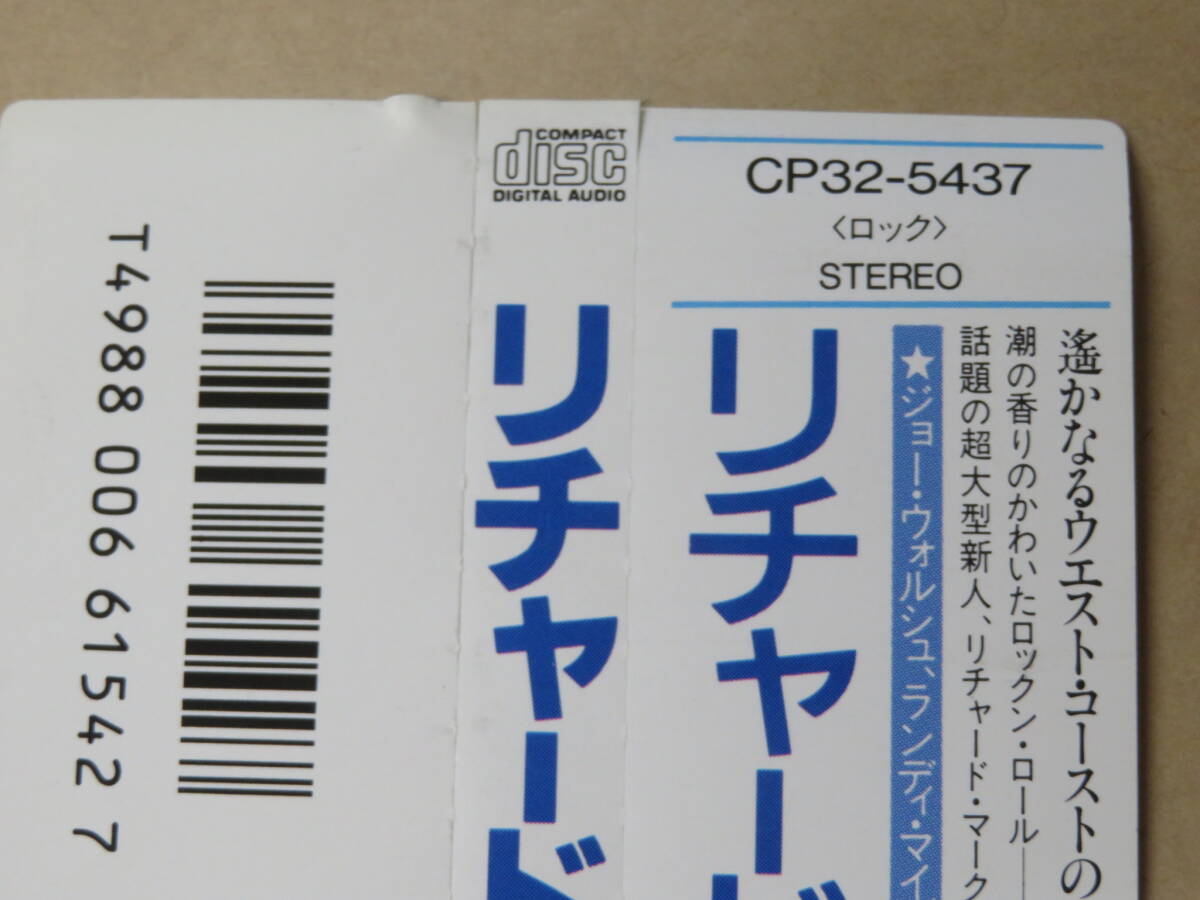 T4988 006 61542 7
COMPACT
disc
DIGITAL AUDIO
リチャード
CP32-5437
〈ロック〉
STEREO
遙かなるウエスト・コーストの
潮の香りのかわいたロックン・ロール――
話題の超大型新人、リチャード・マーク
★ジョー・ウォルシュ、ランディ・マイ
リチャード